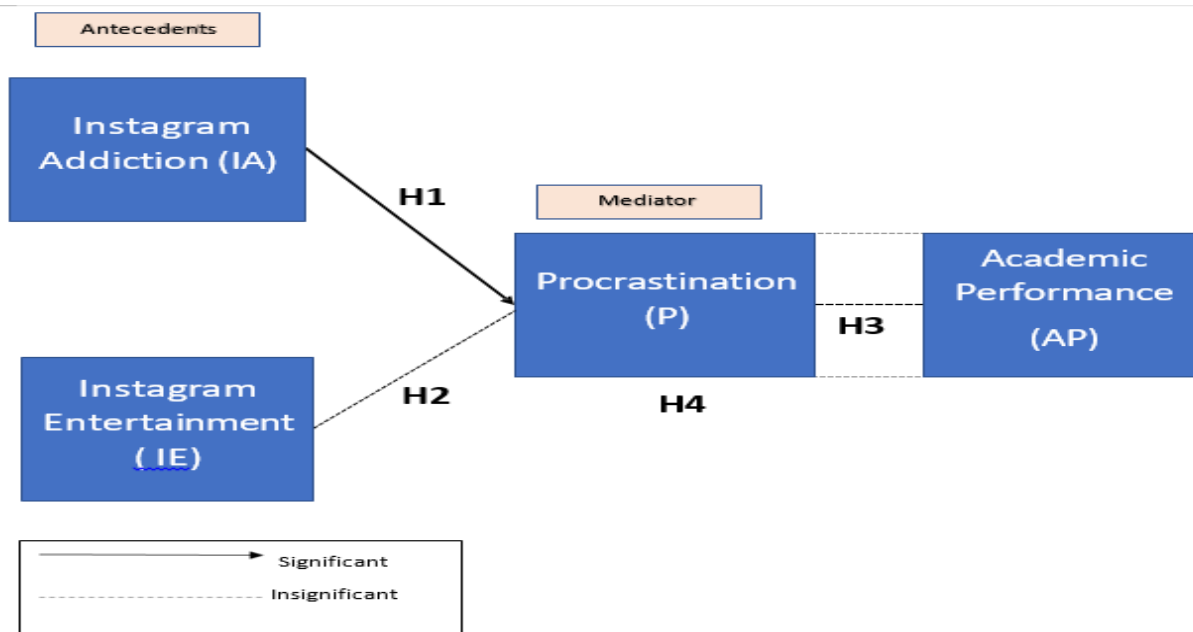 Antecedents
Instagram
Addiction (IA)
H1
Mediator
Procrastination
(P)
Academic
Performance
(AP)
H3
Instagram
Entertainment
( IE)
H2
H4
Significant
Insignificant